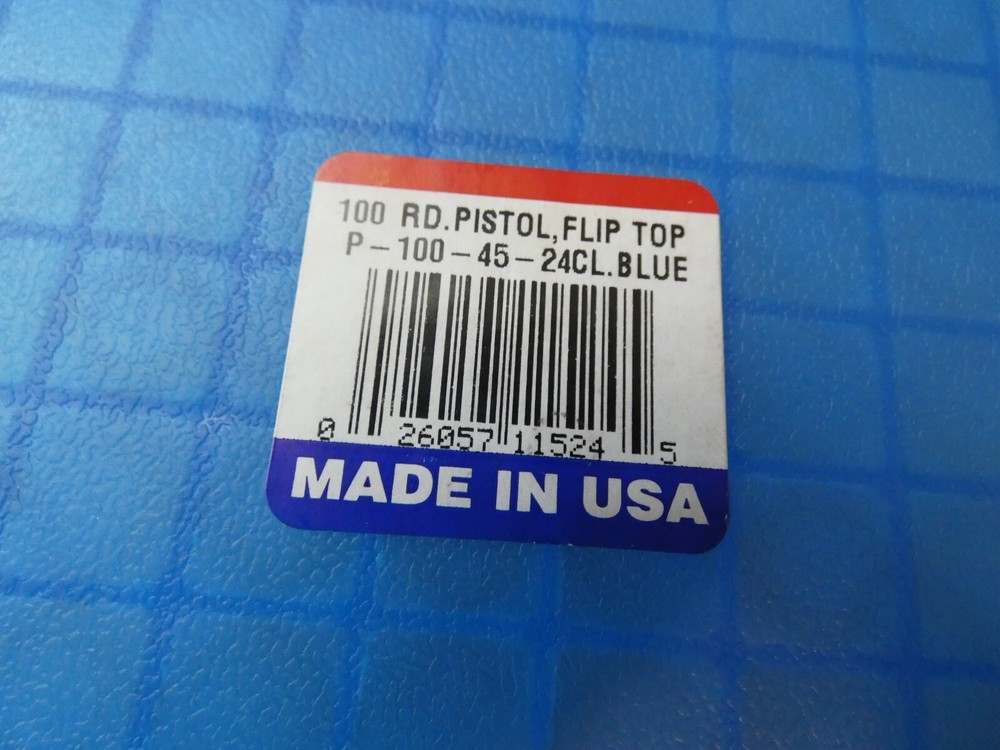 100 RD.PISTOL,FLIP TOP
P-100-45-24CL.BLUE
0 26057 11524 5
MADE IN USA